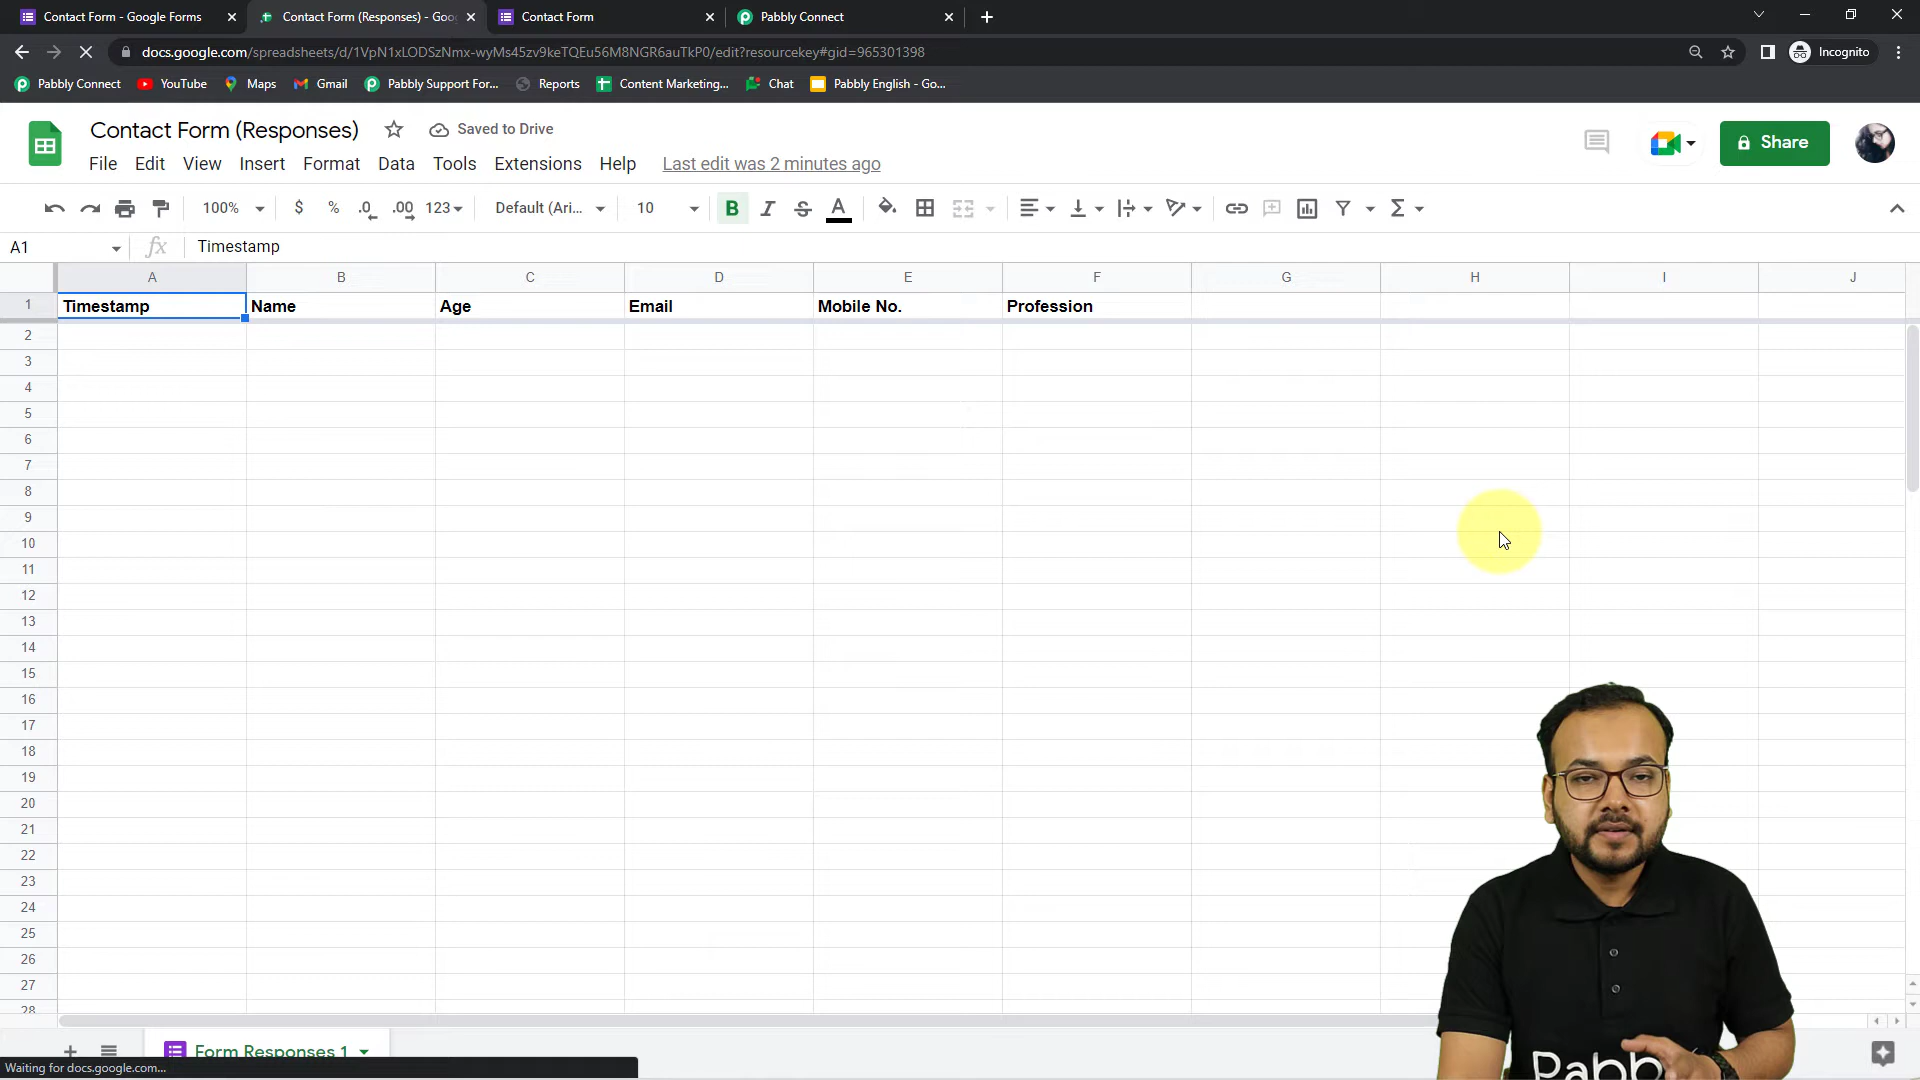 Contact Form - Google Forms
Contact Form (Responses) - Goo
Contact Form
Pabbly Connect
docs.google.com/spreadsheets/d/1VpN1xLODSzNmx-wyMs45zv9keTQEu56M8NGR6auTkP0/edit?resourcekey#gid=965301398
Incognito
Pabbly Connect
YouTube
Maps
Gmail
Pabbly Support For...
Reports
Content Marketing...
Chat
Pabbly English - Go...
Contact Form (Responses)
Saved to Drive
Share
File Edit View Insert Format Data Tools Extensions Help Last edit was 2 minutes ago
100% $ % .0 .00 123 Default (Ari... 10 B I S A Σ
A1 fx Timestamp
A B C D E F G H I J
1 Timestamp Name Age Email Mobile No. Profession
2
3
4
5
6
7
8
9
10
11
12
13
14
15
16
17
18
19
20
21
22
23
24
25
26
27
28
Form Responses 1
Waiting for docs.google.com...
Pabb